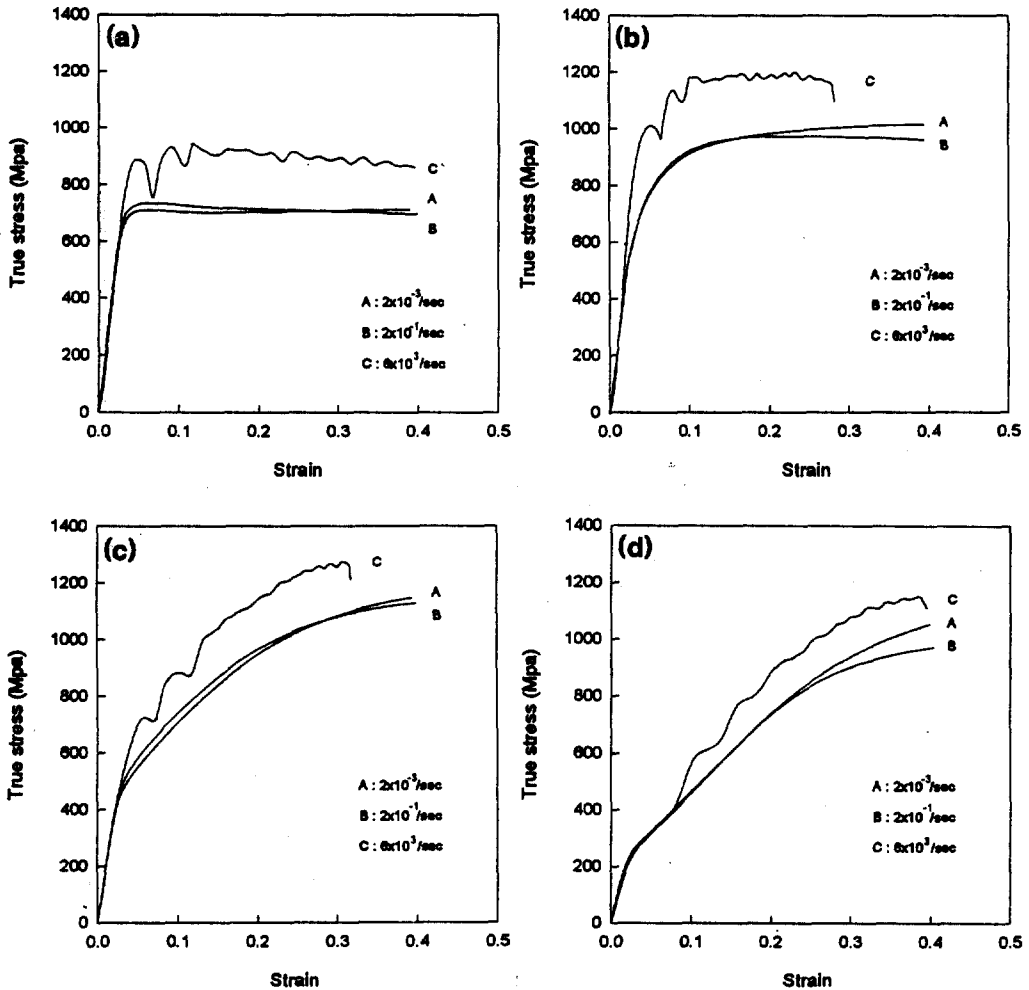 (a)
True stress (Mpa)
1400
1200
1000
800
600
400
200
0
C
A
B
A : 2x10⁻³/sec
B : 2x10⁻¹/sec
C : 6x10³/sec
0.0 0.1 0.2 0.3 0.4 0.5
Strain
(b)
True stress (Mpa)
1400
1200
1000
800
600
400
200
0
C
A
B
A : 2x10⁻³/sec
B : 2x10⁻¹/sec
C : 6x10³/sec
0.0 0.1 0.2 0.3 0.4 0.5
Strain
(c)
True stress (Mpa)
1400
1200
1000
800
600
400
200
0
C
A
B
A : 2x10⁻³/sec
B : 2x10⁻¹/sec
C : 6x10³/sec
0.0 0.1 0.2 0.3 0.4 0.5
Strain
(d)
True stress (Mpa)
1400
1200
1000
800
600
400
200
0
C
A
B
A : 2x10⁻³/sec
B : 2x10⁻¹/sec
C : 6x10³/sec
0.0 0.1 0.2 0.3 0.4 0.5
Strain